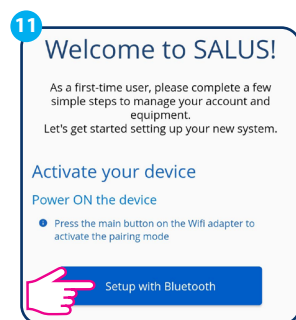 11
Welcome to SALUS!
As a first-time user, please complete a few
simple steps to manage your account and
equipment.
Let's get started setting up your new system.
Activate your device
Power ON the device
Press the main button on the Wifi adapter to
activate the pairing mode
Setup with Bluetooth